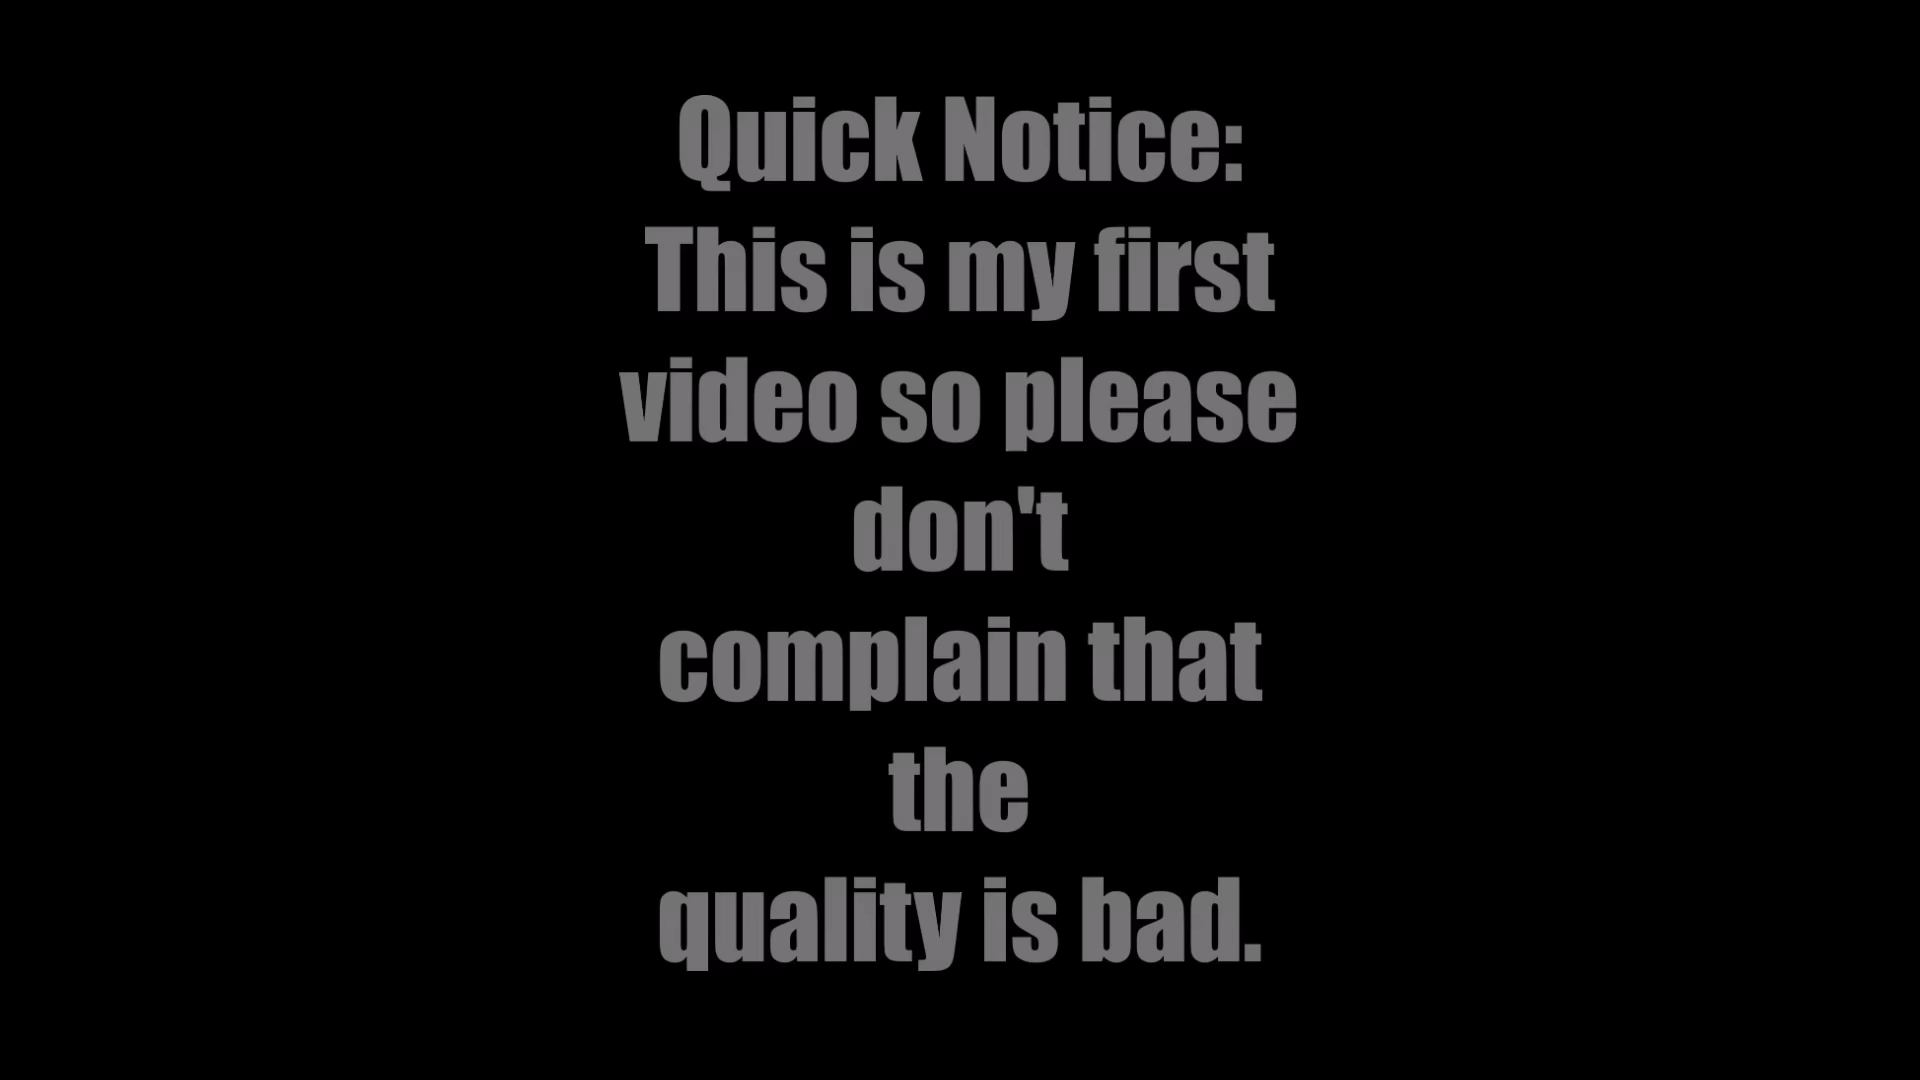 Quick Notice:
This is my first
video so please
don't
complain that
the
quality is bad.